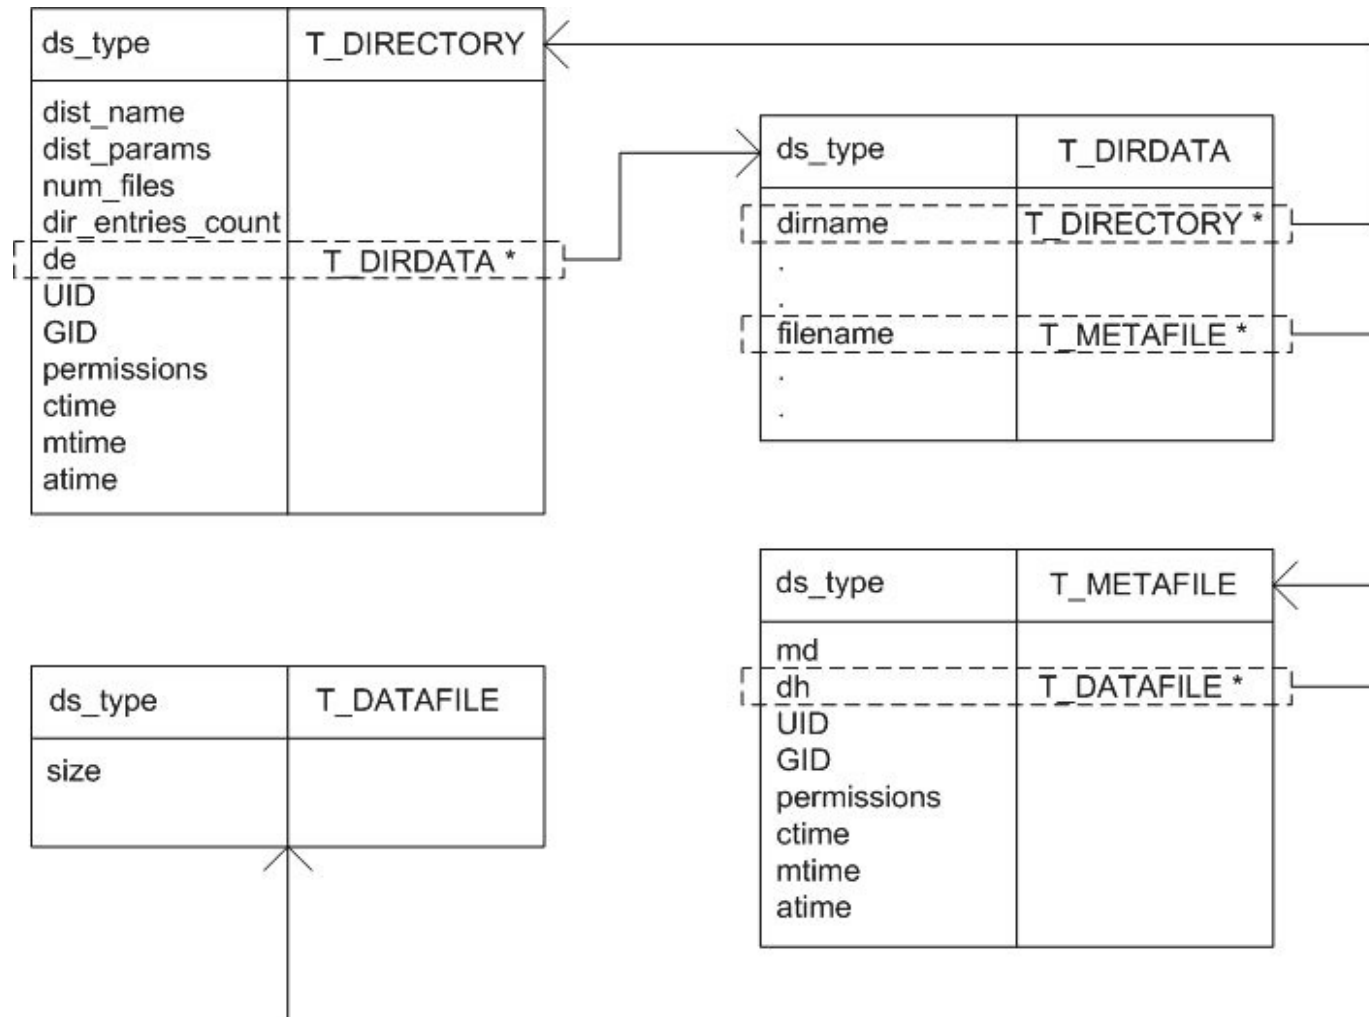 ds_type T_DIRECTORY
dist_name
dist_params
num_files
dir_entries_count
de T_DIRDATA *
UID
GID
permissions
ctime
mtime
atime
ds_type T_DIRDATA
dirname T_DIRECTORY *
.
.
filename T_METAFILE *
.
.
ds_type T_DATAFILE
size
ds_type T_METAFILE
md
dh T_DATAFILE *
UID
GID
permissions
ctime
mtime
atime